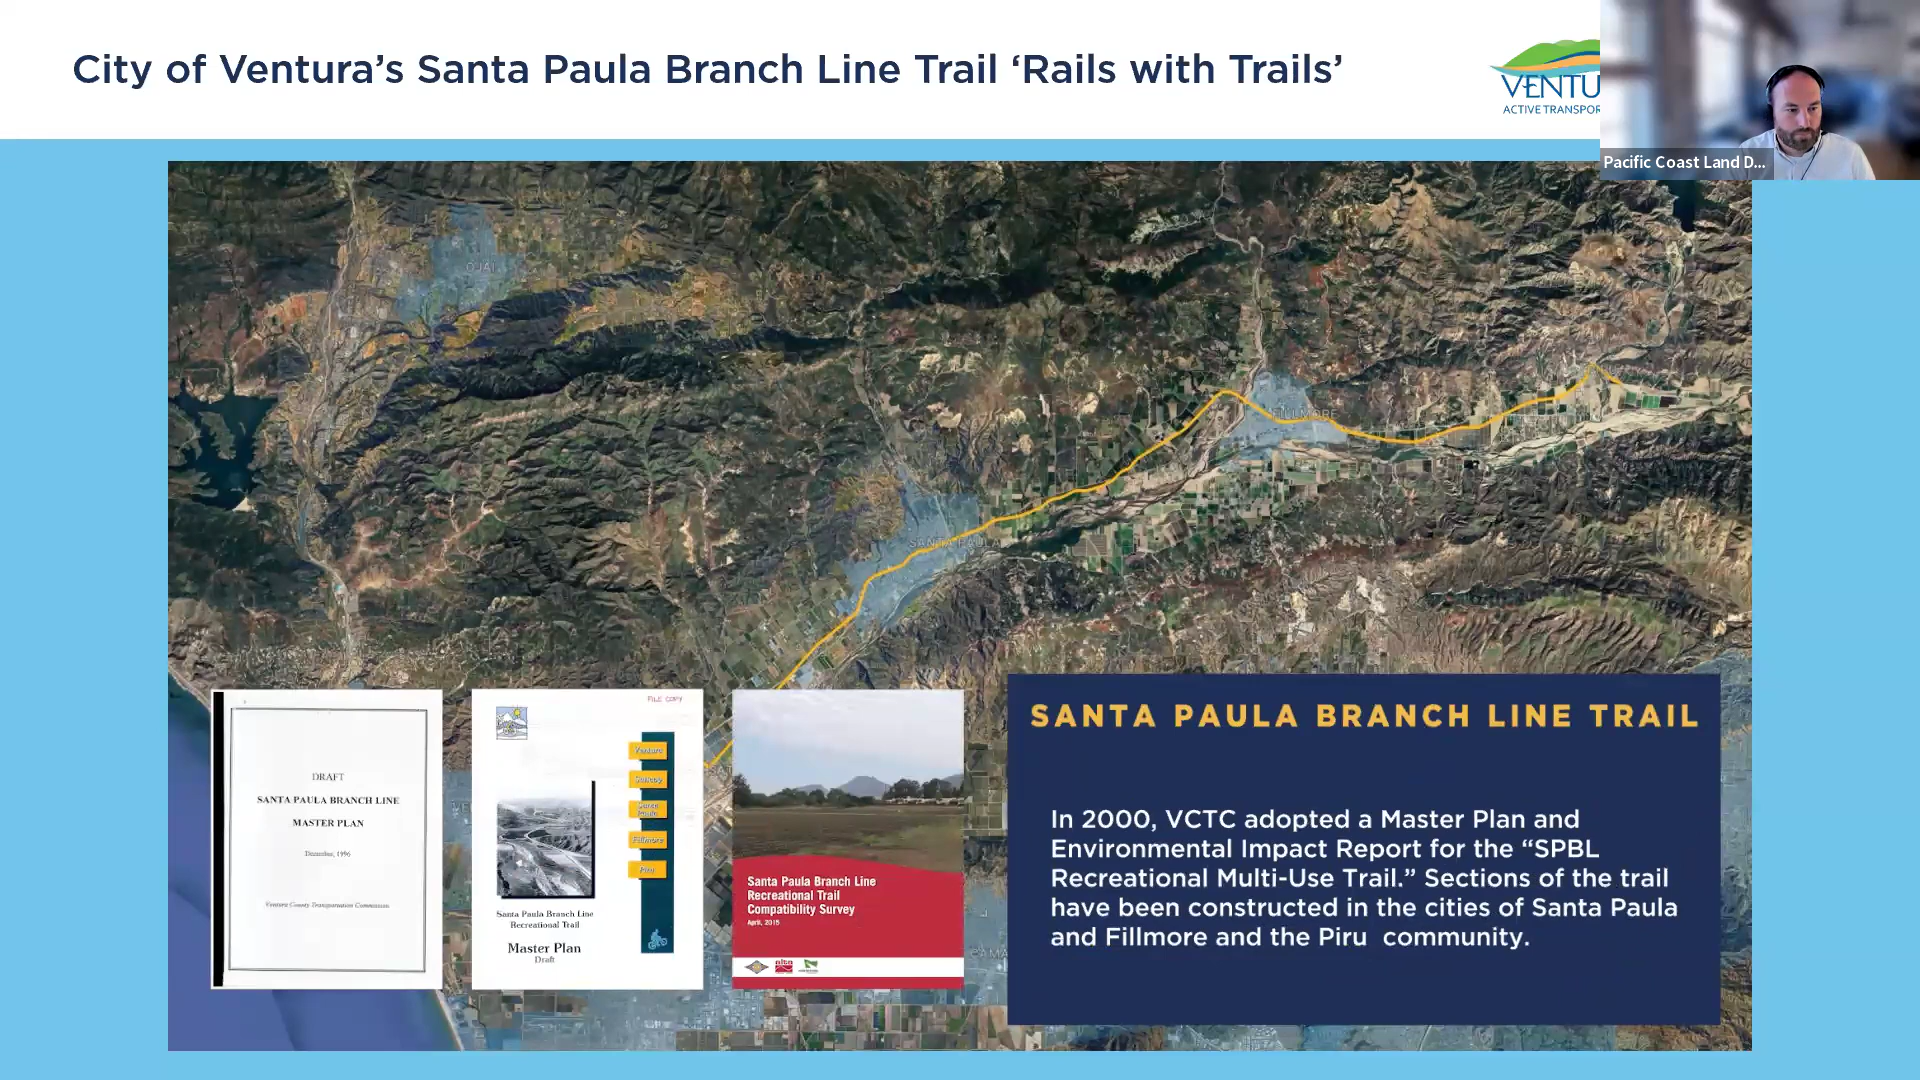 City of Ventura’s Santa Paula Branch Line Trail ‘Rails with Trails’
VENTU
ACTIVE TRANSPOR
Pacific Coast Land D...
OJAI
FILLMORE
SANTA PAULA
DRAFT
SANTA PAULA BRANCH LINE
MASTER PLAN
December, 1996
Ventura County Transportation Commission
FILE COPY
Ventura
Saticoy
Santa
Paula
Fillmore
Piru
Santa Paula Branch Line
Recreational Trail
Master Plan
Draft
Santa Paula Branch Line
Recreational Trail
Compatibility Survey
April, 2015
alta
CAMA
SANTA PAULA BRANCH LINE TRAIL
In 2000, VCTC adopted a Master Plan and
Environmental Impact Report for the “SPBL
Recreational Multi-Use Trail.” Sections of the trail
have been constructed in the cities of Santa Paula
and Fillmore and the Piru community.